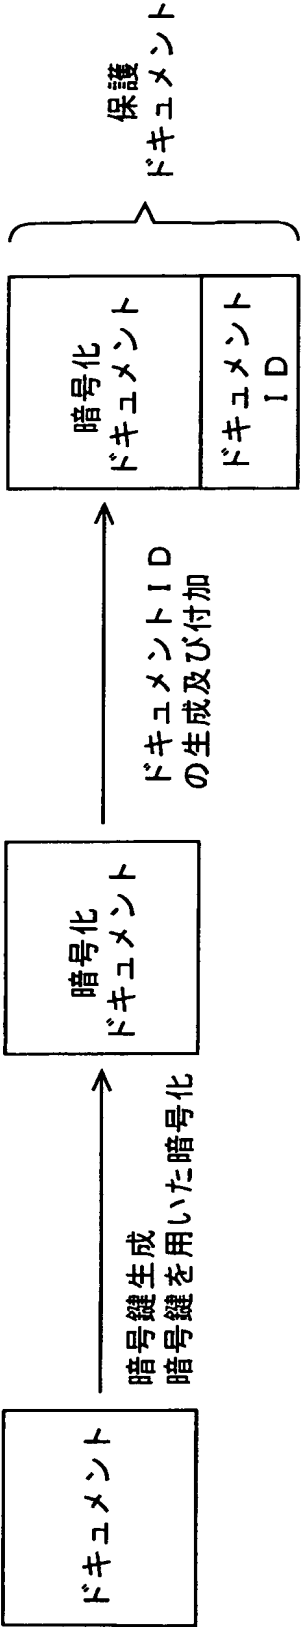 ドキュメント
暗号鍵生成
暗号鍵を用いた暗号化
暗号化
ドキュメント
ドキュメントID
の生成及び付加
暗号化
ドキュメント
ドキュメント
ID
保護
ドキュメント